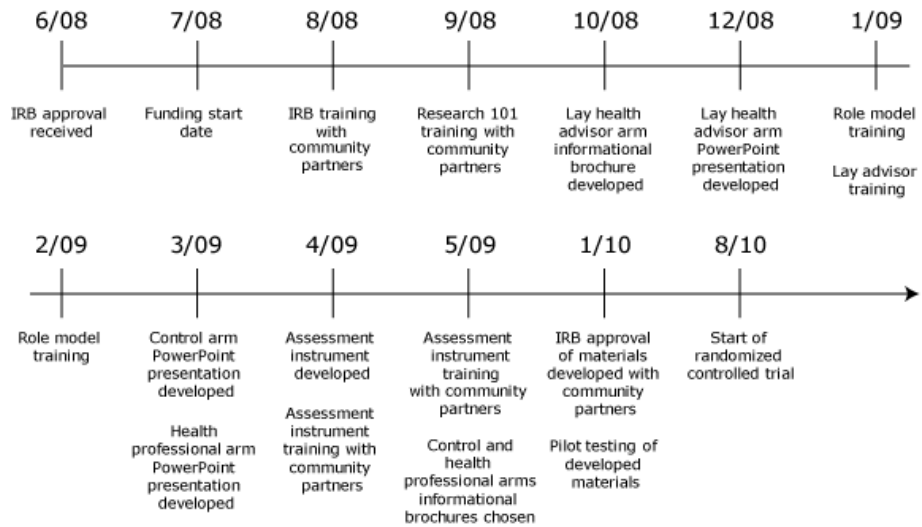 6/08 7/08 8/08 9/08 10/08 12/08 1/09
IRB approval
received
Funding start
date
IRB training
with
community
partners
Research 101
training with
community
partners
Lay health
advisor arm
informational
brochure
developed
Lay health
advisor arm
PowerPoint
presentation
developed
Role model
training
Lay advisor
training
2/09 3/09 4/09 5/09 1/10 8/10
Role model
training
Control arm
PowerPoint
presentation
developed
Health
professional arm
PowerPoint
presentation
developed
Assessment
instrument
developed
Assessment
instrument
training with
community
partners
Assessment
instrument
training
with community
partners
Control and
health
professional arms
informational
brochures chosen
IRB approval
of materials
developed with
community
partners
Pilot testing of
developed
materials
Start of
randomized
controlled trial